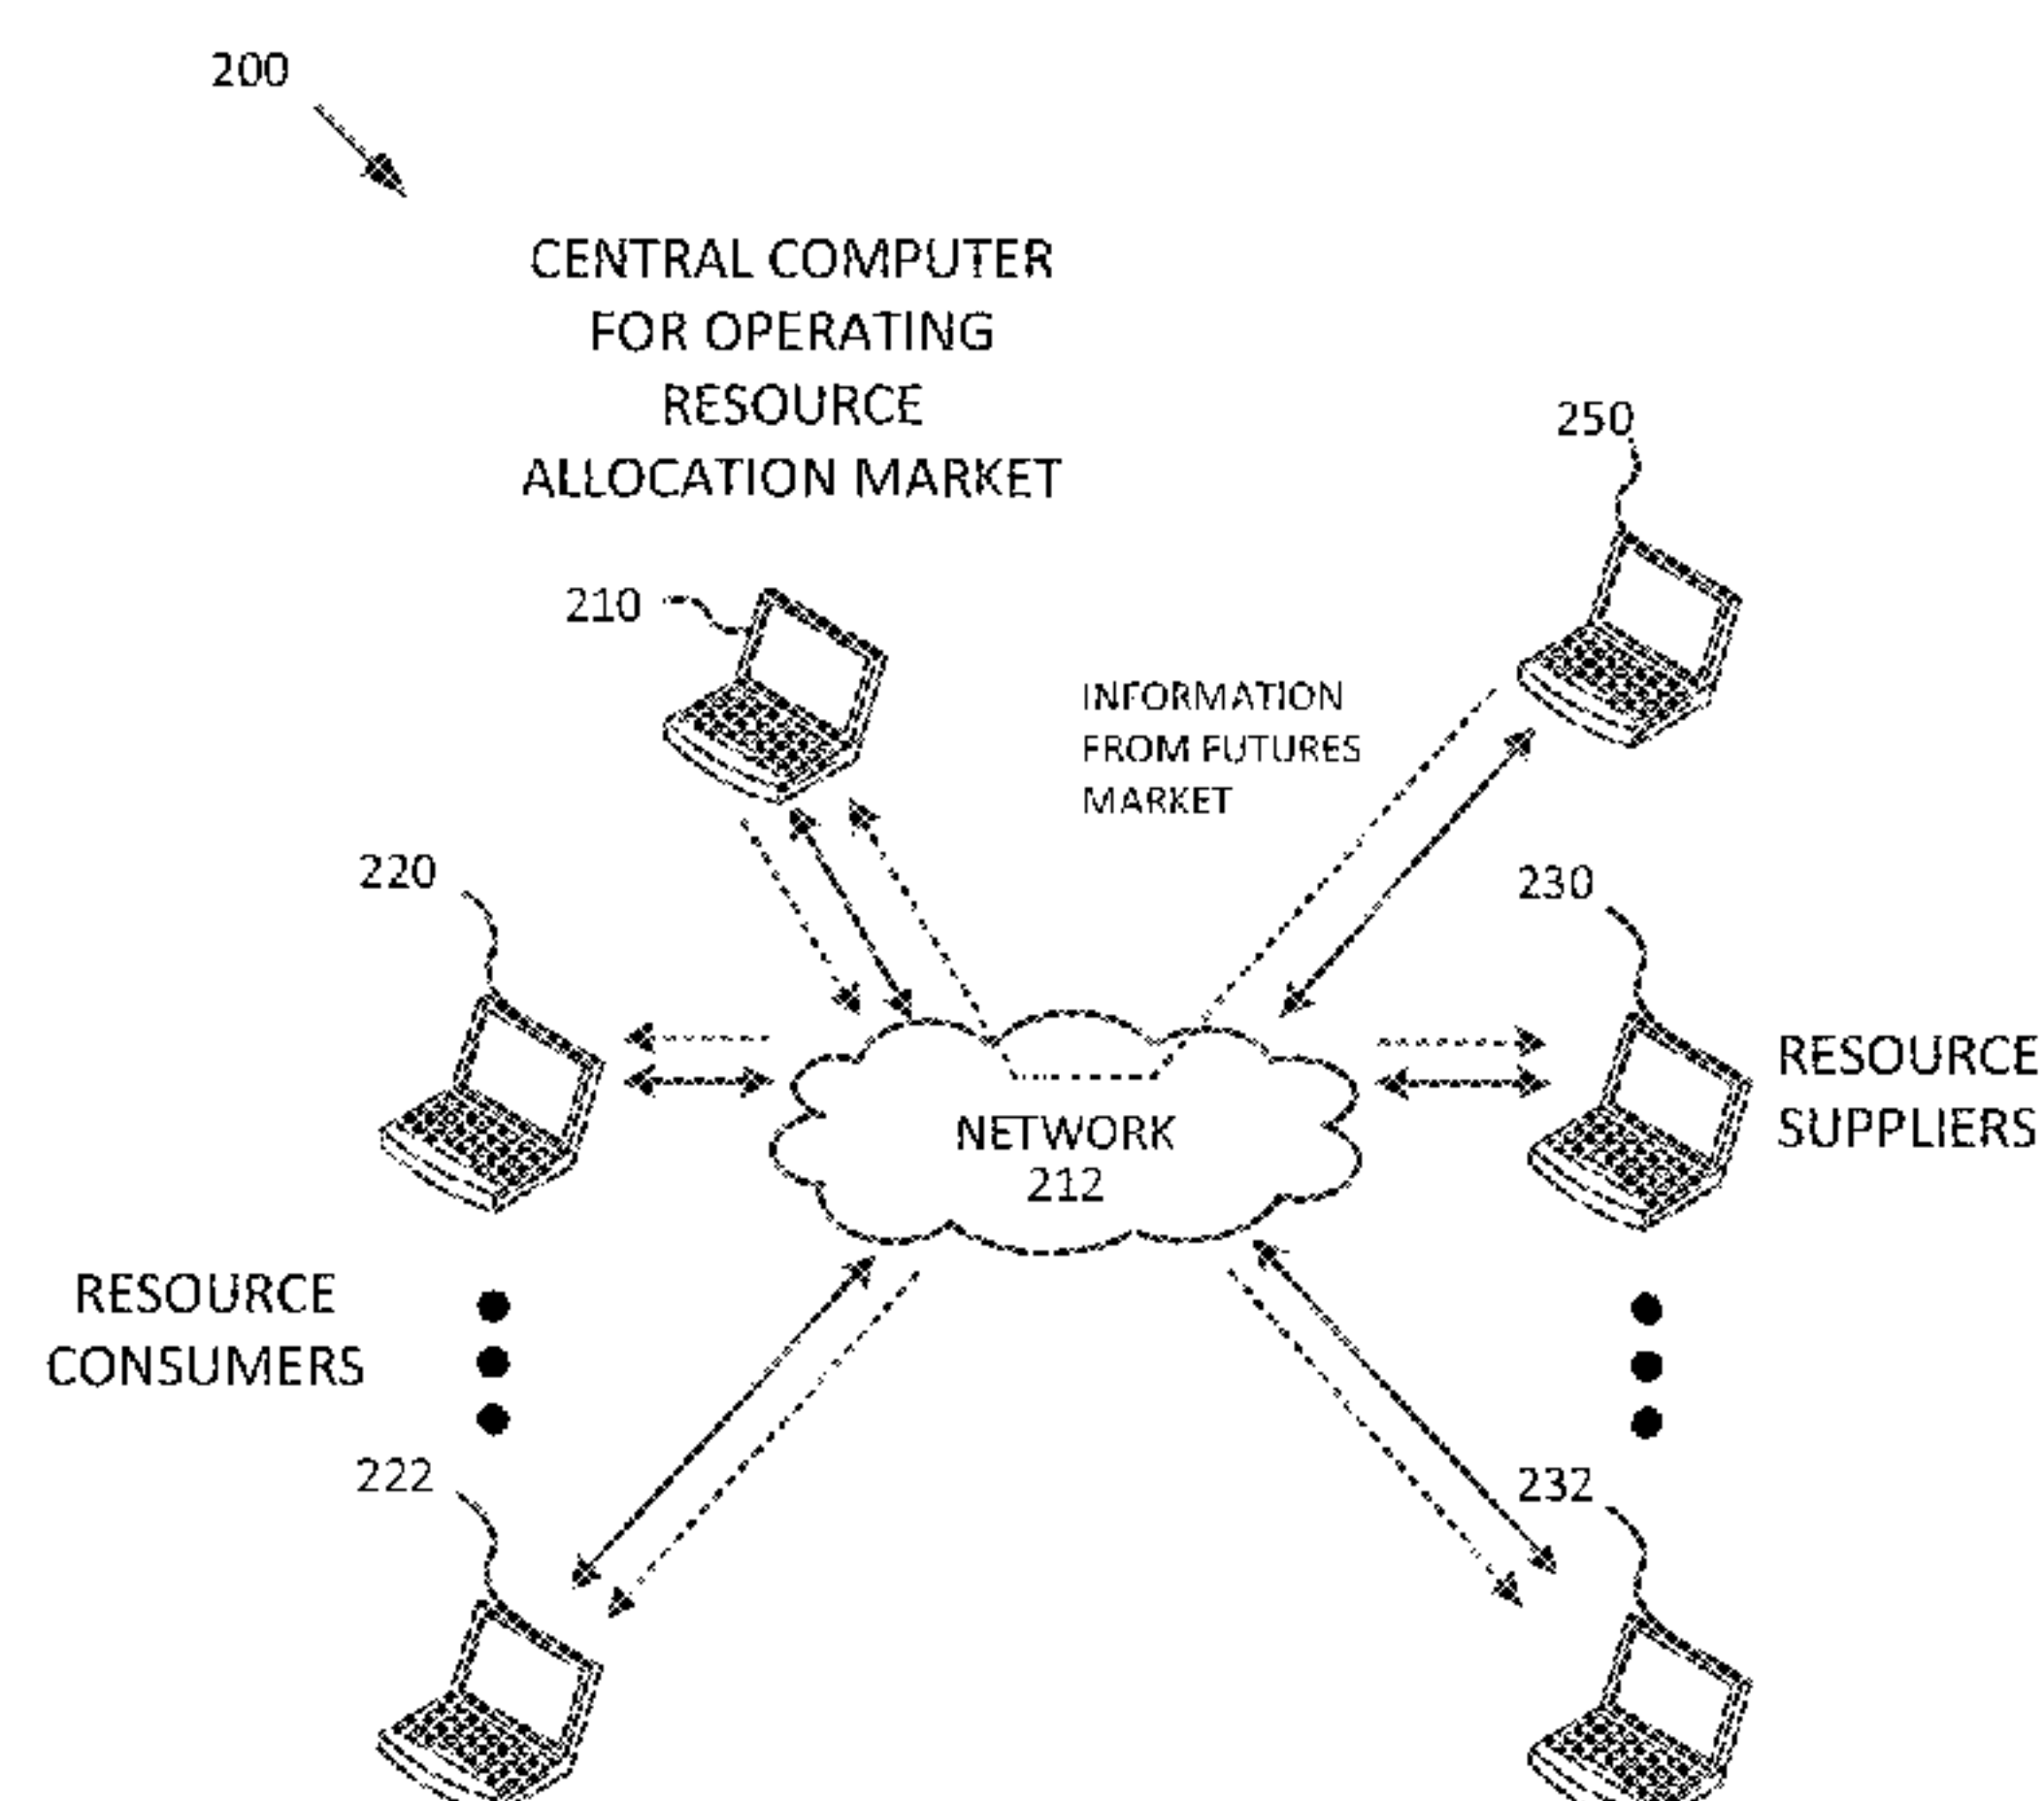 200
CENTRAL COMPUTER
FOR OPERATING
RESOURCE
ALLOCATION MARKET
250
210
INFORMATION
FROM FUTURES
MARKET
220
230
RESOURCE
SUPPLIERS
NETWORK
212
RESOURCE
CONSUMERS
222
232